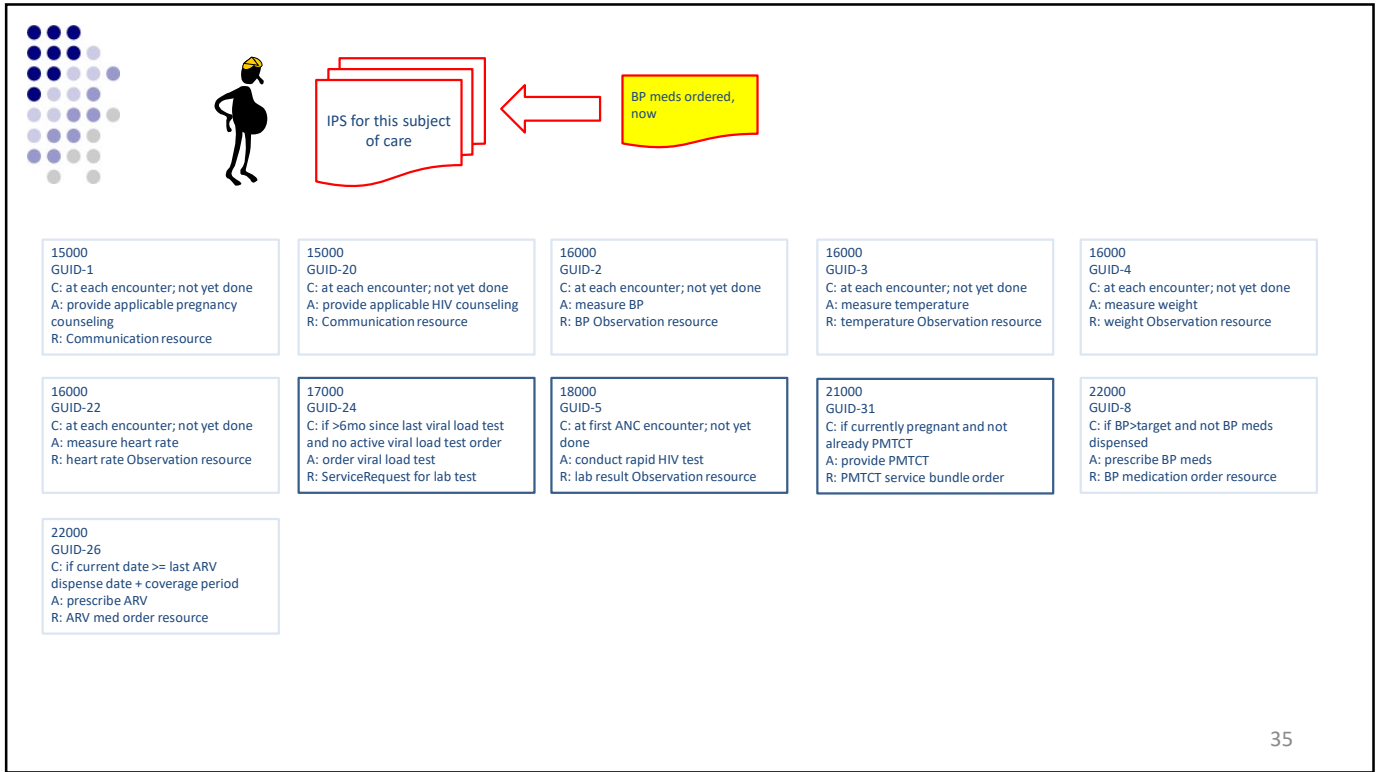 IPS for this subject
of care
BP meds ordered,
now
15000
GUID-1
C: at each encounter; not yet done
A: provide applicable pregnancy
counseling
R: Communication resource
15000
GUID-20
C: at each encounter; not yet done
A: provide applicable HIV counseling
R: Communication resource
16000
GUID-2
C: at each encounter; not yet done
A: measure BP
R: BP Observation resource
16000
GUID-3
C: at each encounter; not yet done
A: measure temperature
R: temperature Observation resource
16000
GUID-4
C: at each encounter; not yet done
A: measure weight
R: weight Observation resource
16000
GUID-22
C: at each encounter; not yet done
A: measure heart rate
R: heart rate Observation resource
17000
GUID-24
C: if >6mo since last viral load test
and no active viral load test order
A: order viral load test
R: ServiceRequest for lab test
18000
GUID-5
C: at first ANC encounter; not yet
done
A: conduct rapid HIV test
R: lab result Observation resource
21000
GUID-31
C: if currently pregnant and not
already PMTCT
A: provide PMTCT
R: PMTCT service bundle order
22000
GUID-8
C: if BP>target and not BP meds
dispensed
A: prescribe BP meds
R: BP medication order resource
22000
GUID-26
C: if current date >= last ARV
dispense date + coverage period
A: prescribe ARV
R: ARV med order resource
35